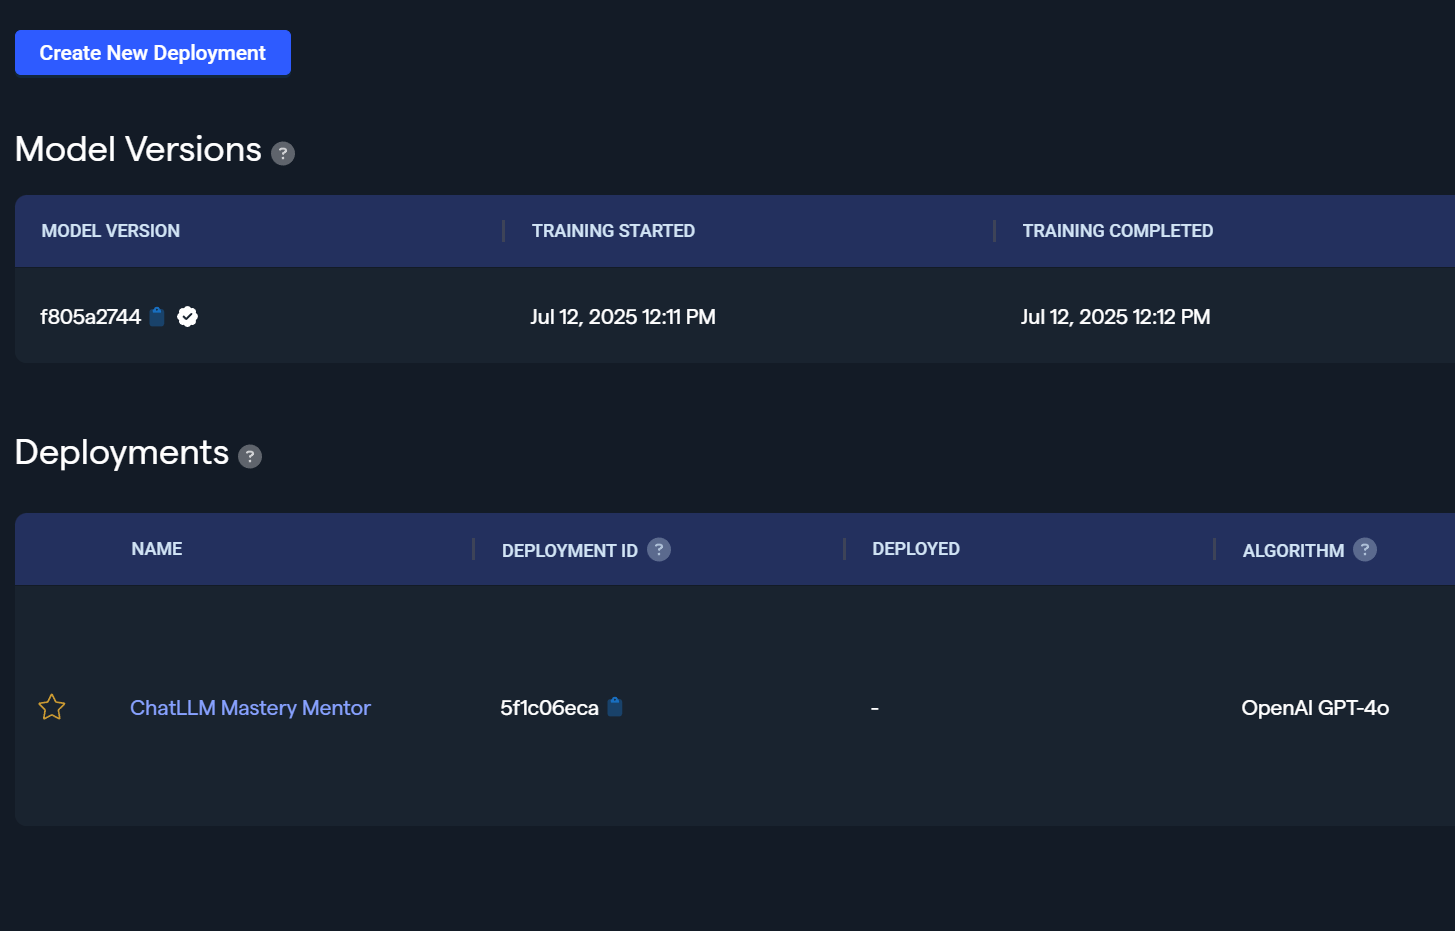 Create New Deployment
Model Versions ?
MODEL VERSION TRAINING STARTED TRAINING COMPLETED
f805a2744 Jul 12, 2025 12:11 PM Jul 12, 2025 12:12 PM
Deployments ?
NAME DEPLOYMENT ID ? DEPLOYED ALGORITHM ?
ChatLLM Mastery Mentor 5f1c06eca - OpenAI GPT-4o